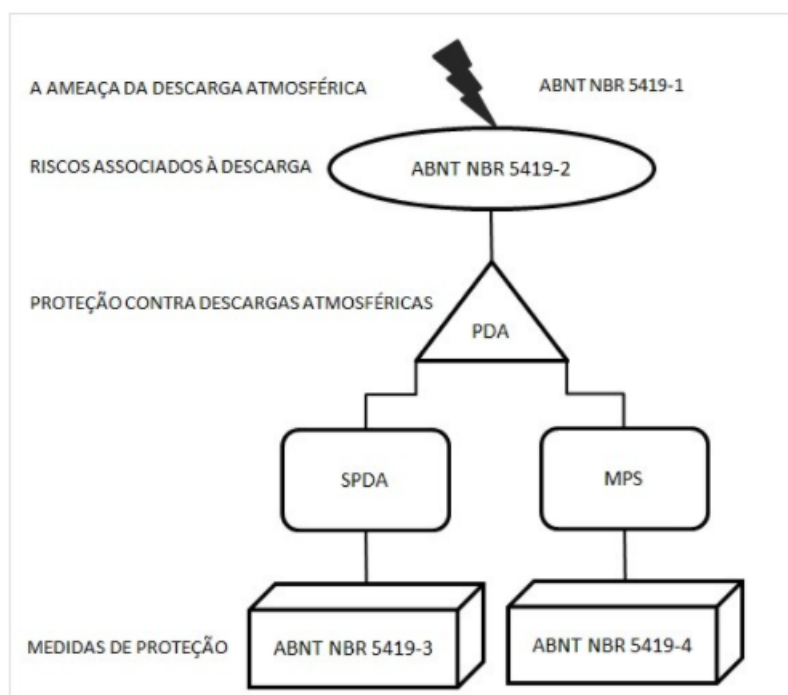 A AMEAÇA DA DESCARGA ATMOSFÉRICA
ABNT NBR 5419-1
RISCOS ASSOCIADOS À DESCARGA
ABNT NBR 5419-2
PROTEÇÃO CONTRA DESCARGAS ATMOSFÉRICAS
PDA
SPDA
MPS
MEDIDAS DE PROTEÇÃO
ABNT NBR 5419-3
ABNT NBR 5419-4